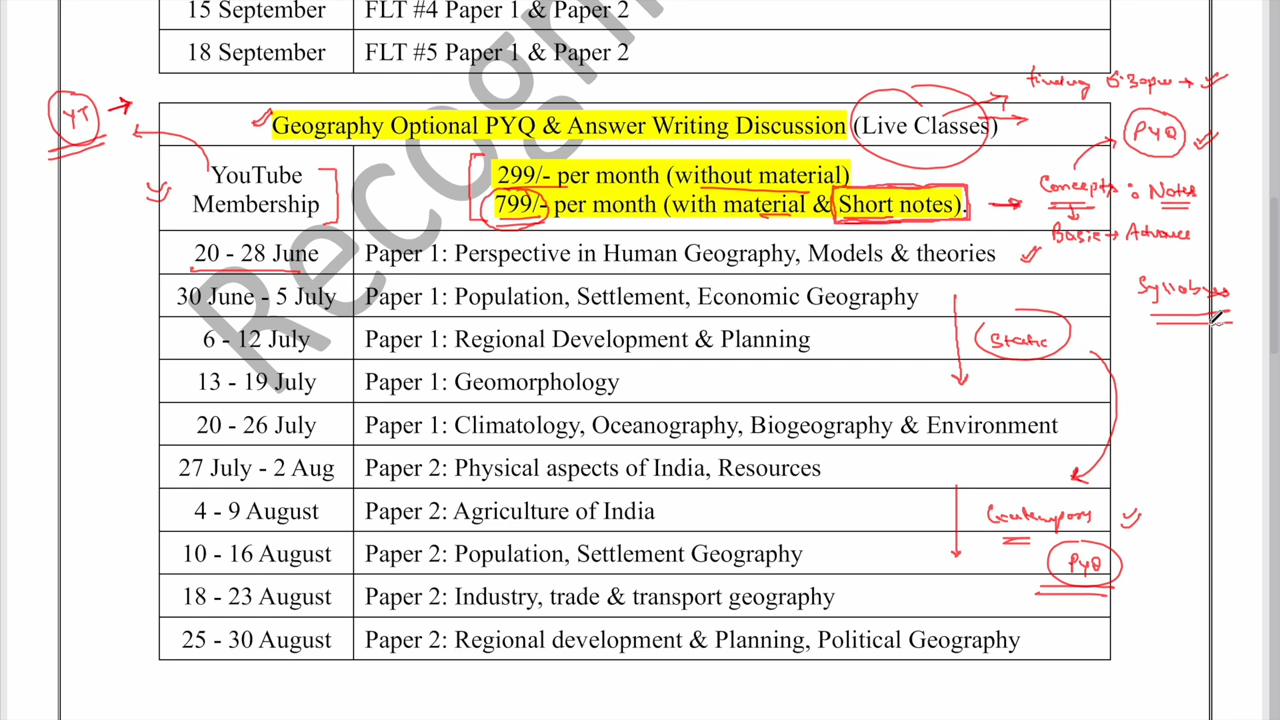 15 September FLT #4 Paper 1 & Paper 2
18 September FLT #5 Paper 1 & Paper 2
6:30pm
YT
Geography Optional PYQ & Answer Writing Discussion (Live Classes)
PYQ
YouTube Membership
299/- per month (without material)
799/- per month (with material & Short notes).
Concepts : Notes
Basic → Advance
20 - 28 June Paper 1: Perspective in Human Geography, Models & theories
30 June - 5 July Paper 1: Population, Settlement, Economic Geography
Syllabus
6 - 12 July Paper 1: Regional Development & Planning
Static
13 - 19 July Paper 1: Geomorphology
20 - 26 July Paper 1: Climatology, Oceanography, Biogeography & Environment
27 July - 2 Aug Paper 2: Physical aspects of India, Resources
4 - 9 August Paper 2: Agriculture of India
10 - 16 August Paper 2: Population, Settlement Geography
PYQ
18 - 23 August Paper 2: Industry, trade & transport geography
25 - 30 August Paper 2: Regional development & Planning, Political Geography
Recogn